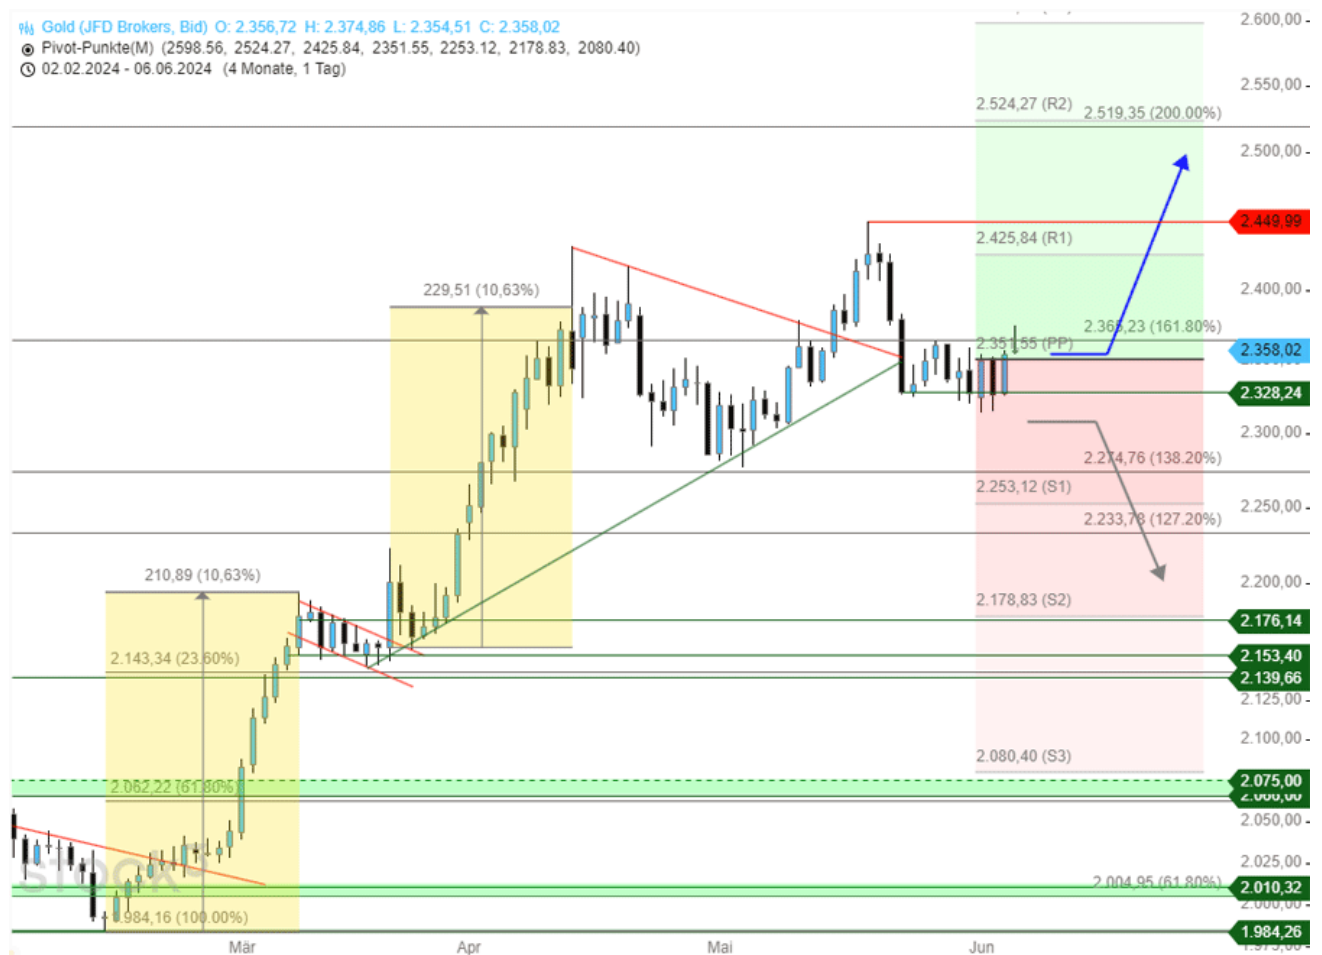 Gold (JFD Brokers, Bid) O: 2.356,72 H: 2.374,86 L: 2.354,51 C: 2.358,02
Pivot-Punkte(M) (2598.56, 2524.27, 2425.84, 2351.55, 2253.12, 2178.83, 2080.40)
02.02.2024 - 06.06.2024 (4 Monate, 1 Tag)
2.600,00
2.550,00
2.524,27 (R2)
2.519,35 (200.00%)
2.500,00
2.449,99
2.425,84 (R1)
229,51 (10,63%)
2.400,00
2.365,23 (161.80%)
2.351,55 (PP)
2.358,02
2.328,24
2.300,00
2.274,76 (138.20%)
2.253,12 (S1)
2.250,00
2.233,78 (127.20%)
210,89 (10,63%)
2.200,00
2.178,83 (S2)
2.176,14
2.143,34 (23.60%)
2.153,40
2.139,66
2.125,00
2.100,00
2.080,40 (S3)
2.062,22 (61.80%)
2.075,00
2.050,00
stock³
2.025,00
2.004,95 (61.80%)
2.010,32
2.000,00
1.984,16 (100.00%)
1.984,26
1.975,00
Mär Apr Mai Jun